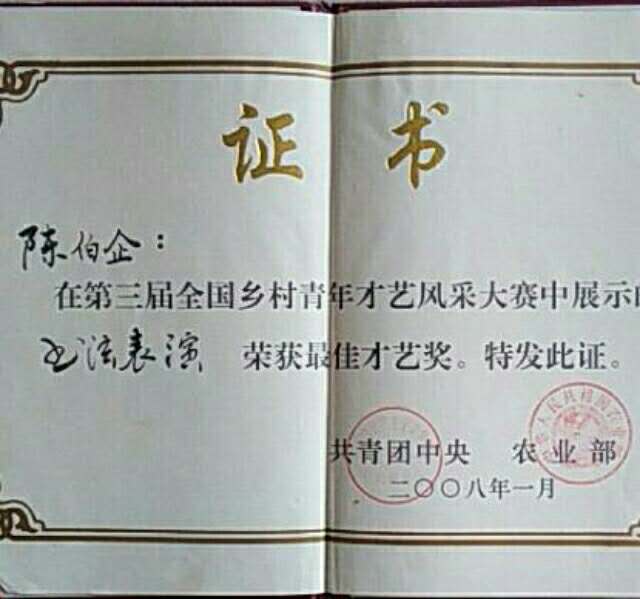 证书
陈伯企：
在第三届全国乡村青年才艺风采大赛中展示的
书法表演 荣获最佳才艺奖。特发此证。
共青团中央 农业部
二〇〇八年一月